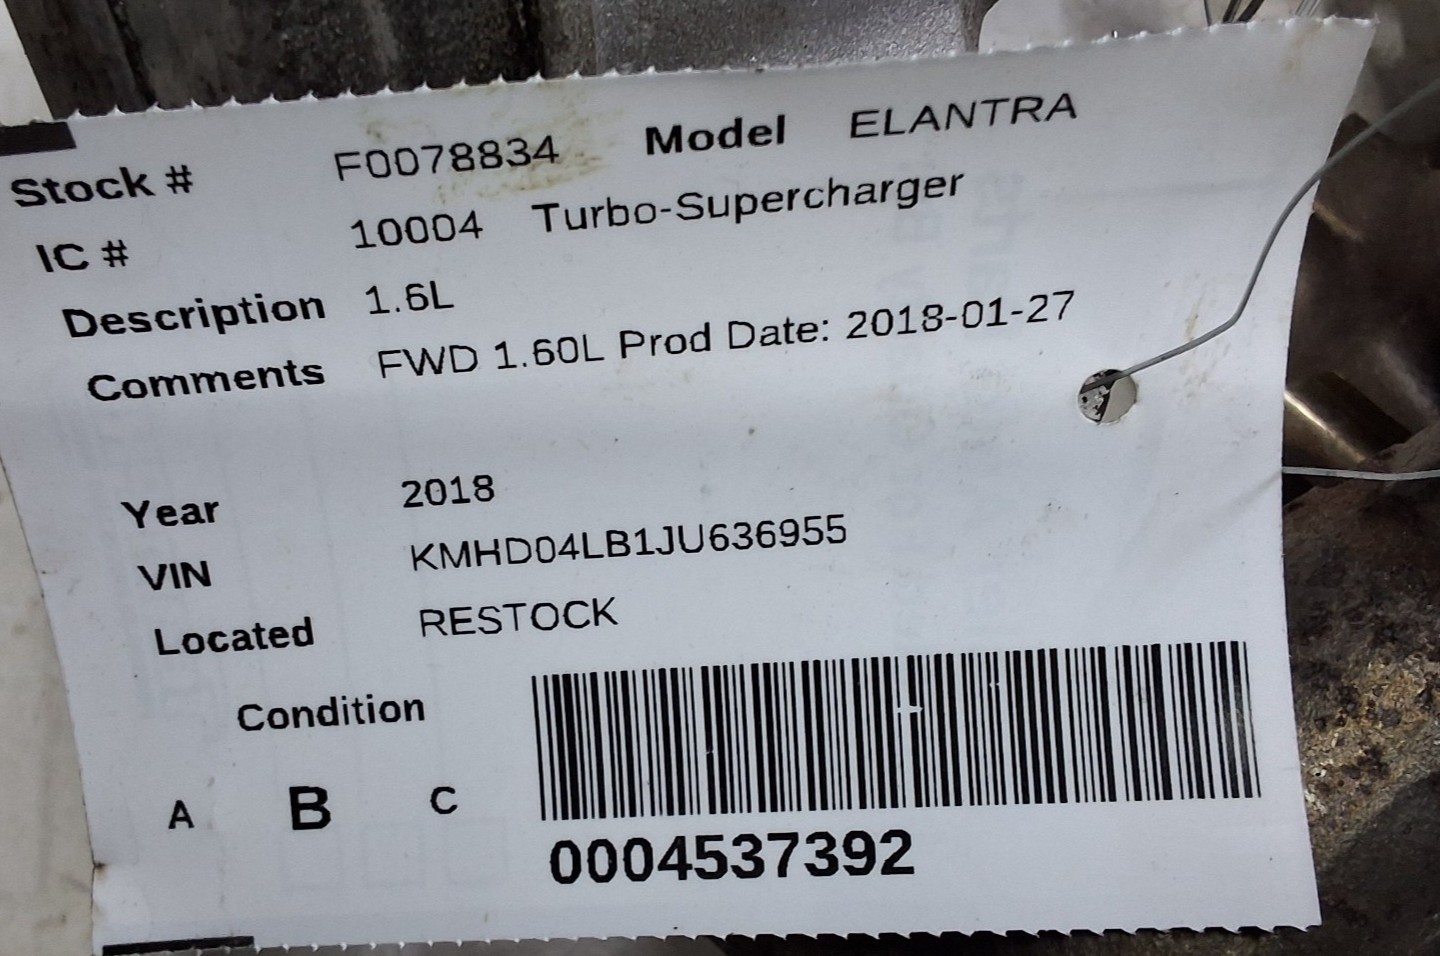 Stock # F0078834 Model ELANTRA
IC # 10004 Turbo-Supercharger
Description 1.6L
Comments FWD 1.60L Prod Date: 2018-01-27
Year 2018
VIN KMHD04LB1JU636955
Located RESTOCK
Condition
A B C
0004537392